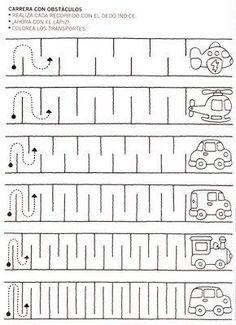 CARRERA CON OBSTÁCULOS
• REALIZA CADA RECORRIDO CON EL DEDO ÍNDICE.
• ¡AHORA CON EL LÁPIZ!
• COLOREA LOS TRANSPORTES.